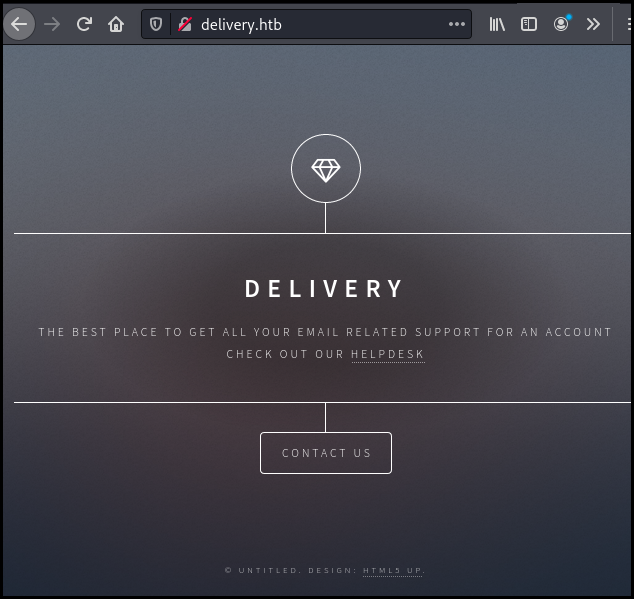 delivery.htb
DELIVERY
THE BEST PLACE TO GET ALL YOUR EMAIL RELATED SUPPORT FOR AN ACCOUNT
CHECK OUT OUR HELPDESK
CONTACT US
© UNTITLED. DESIGN: HTML5 UP.